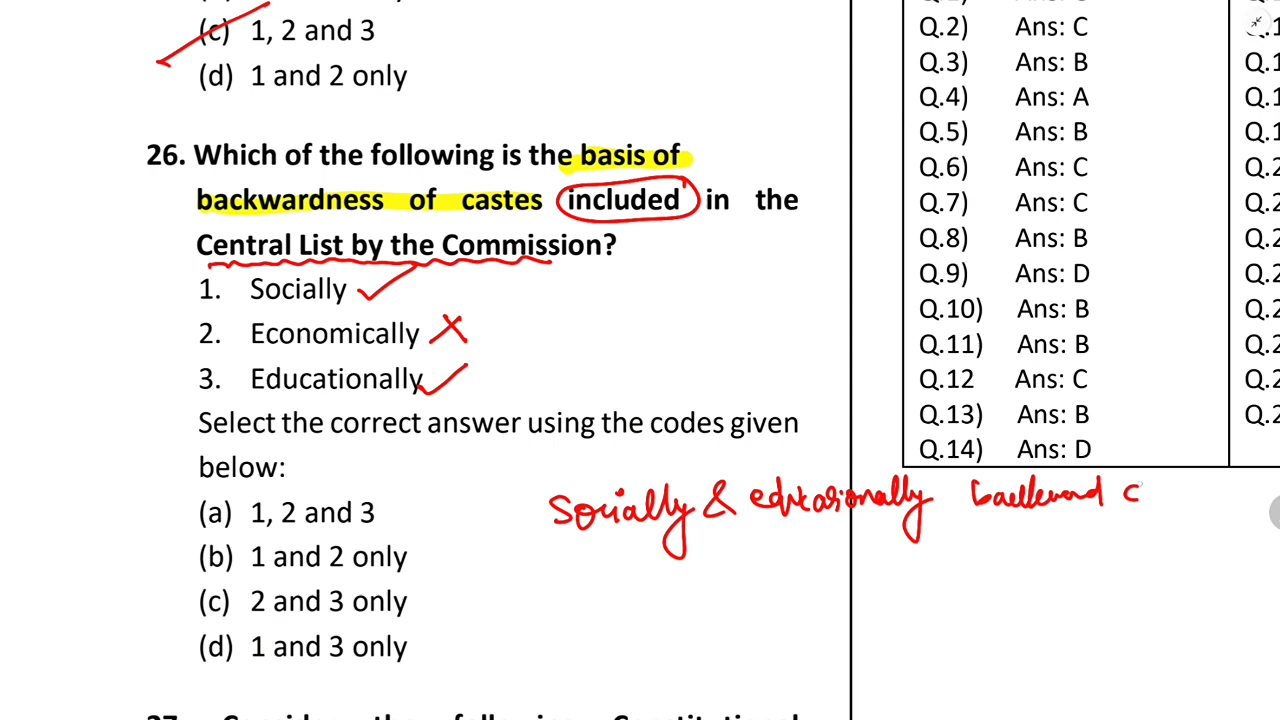 (c) 1, 2 and 3
(d) 1 and 2 only
26. Which of the following is the basis of
backwardness of castes included in the
Central List by the Commission?
1. Socially
2. Economically
3. Educationally
Select the correct answer using the codes given
below:
(a) 1, 2 and 3
(b) 1 and 2 only
(c) 2 and 3 only
(d) 1 and 3 only
Socially & educationally backward c
Q.2) Ans: C
Q.3) Ans: B
Q.4) Ans: A
Q.5) Ans: B
Q.6) Ans: C
Q.7) Ans: C
Q.8) Ans: B
Q.9) Ans: D
Q.10) Ans: B
Q.11) Ans: B
Q.12 Ans: C
Q.13) Ans: B
Q.14) Ans: D